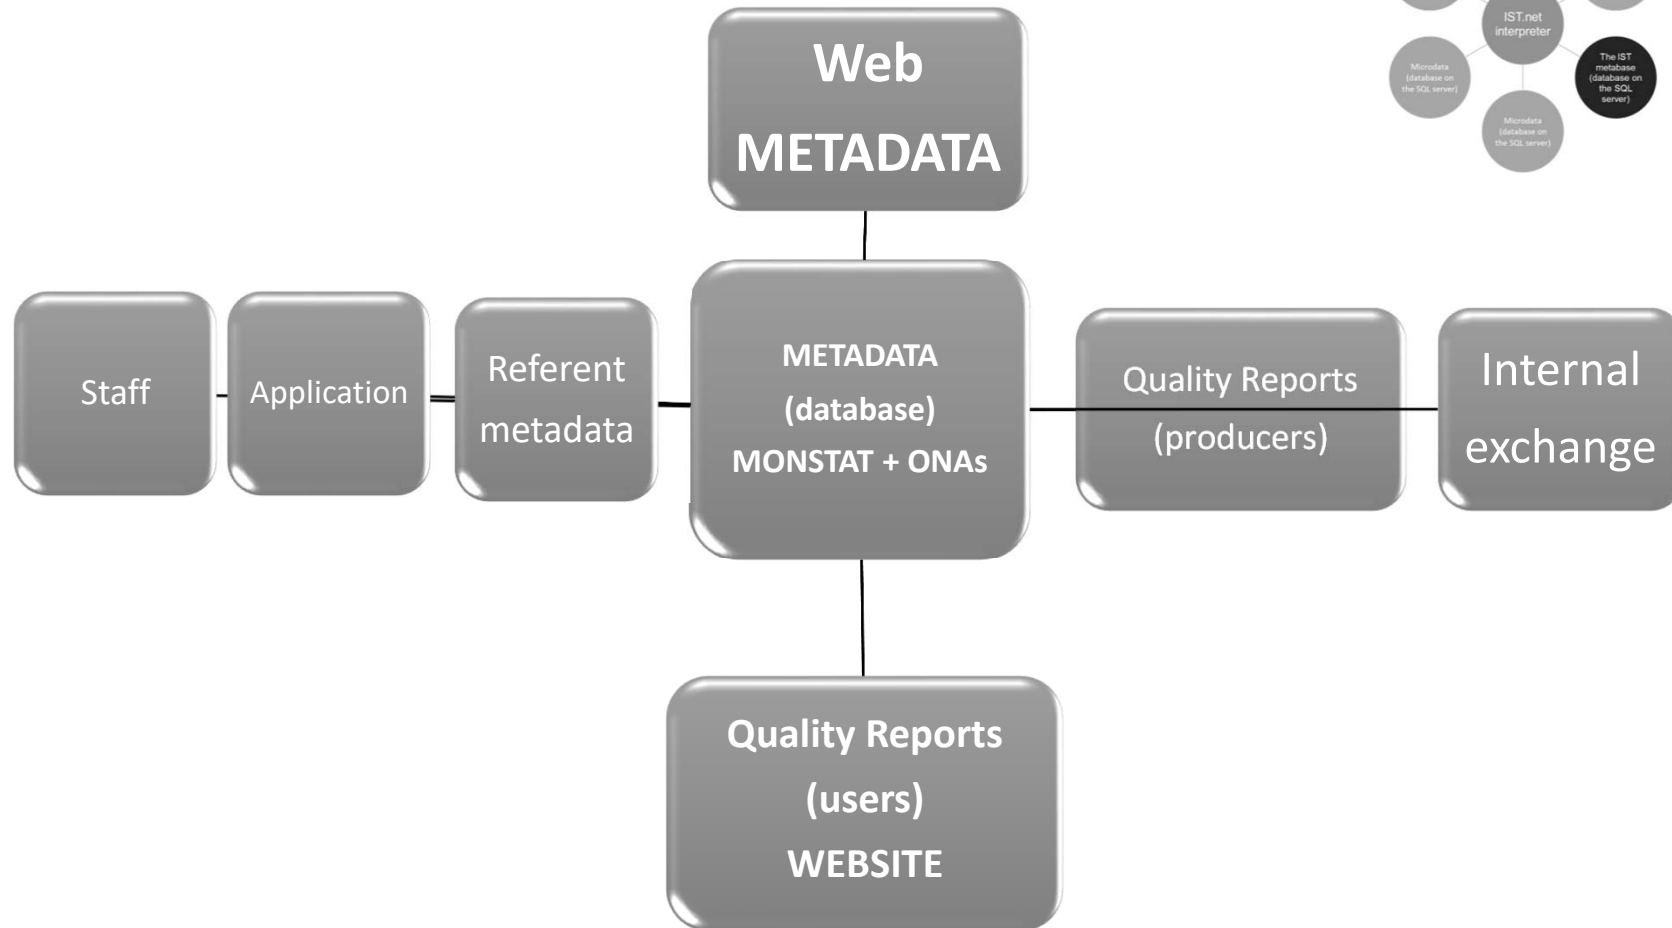 Web
METADATA
IST.net
interpreter
Microdata
(database on
the SQL server)
The IST
metabase
(database on
the SQL
server)
Microdata
(database on
the SQL server)
Staff
Application
Referent
metadata
METADATA
(database)
MONSTAT + ONAs
Quality Reports
(producers)
Internal
exchange
Quality Reports
(users)
WEBSITE